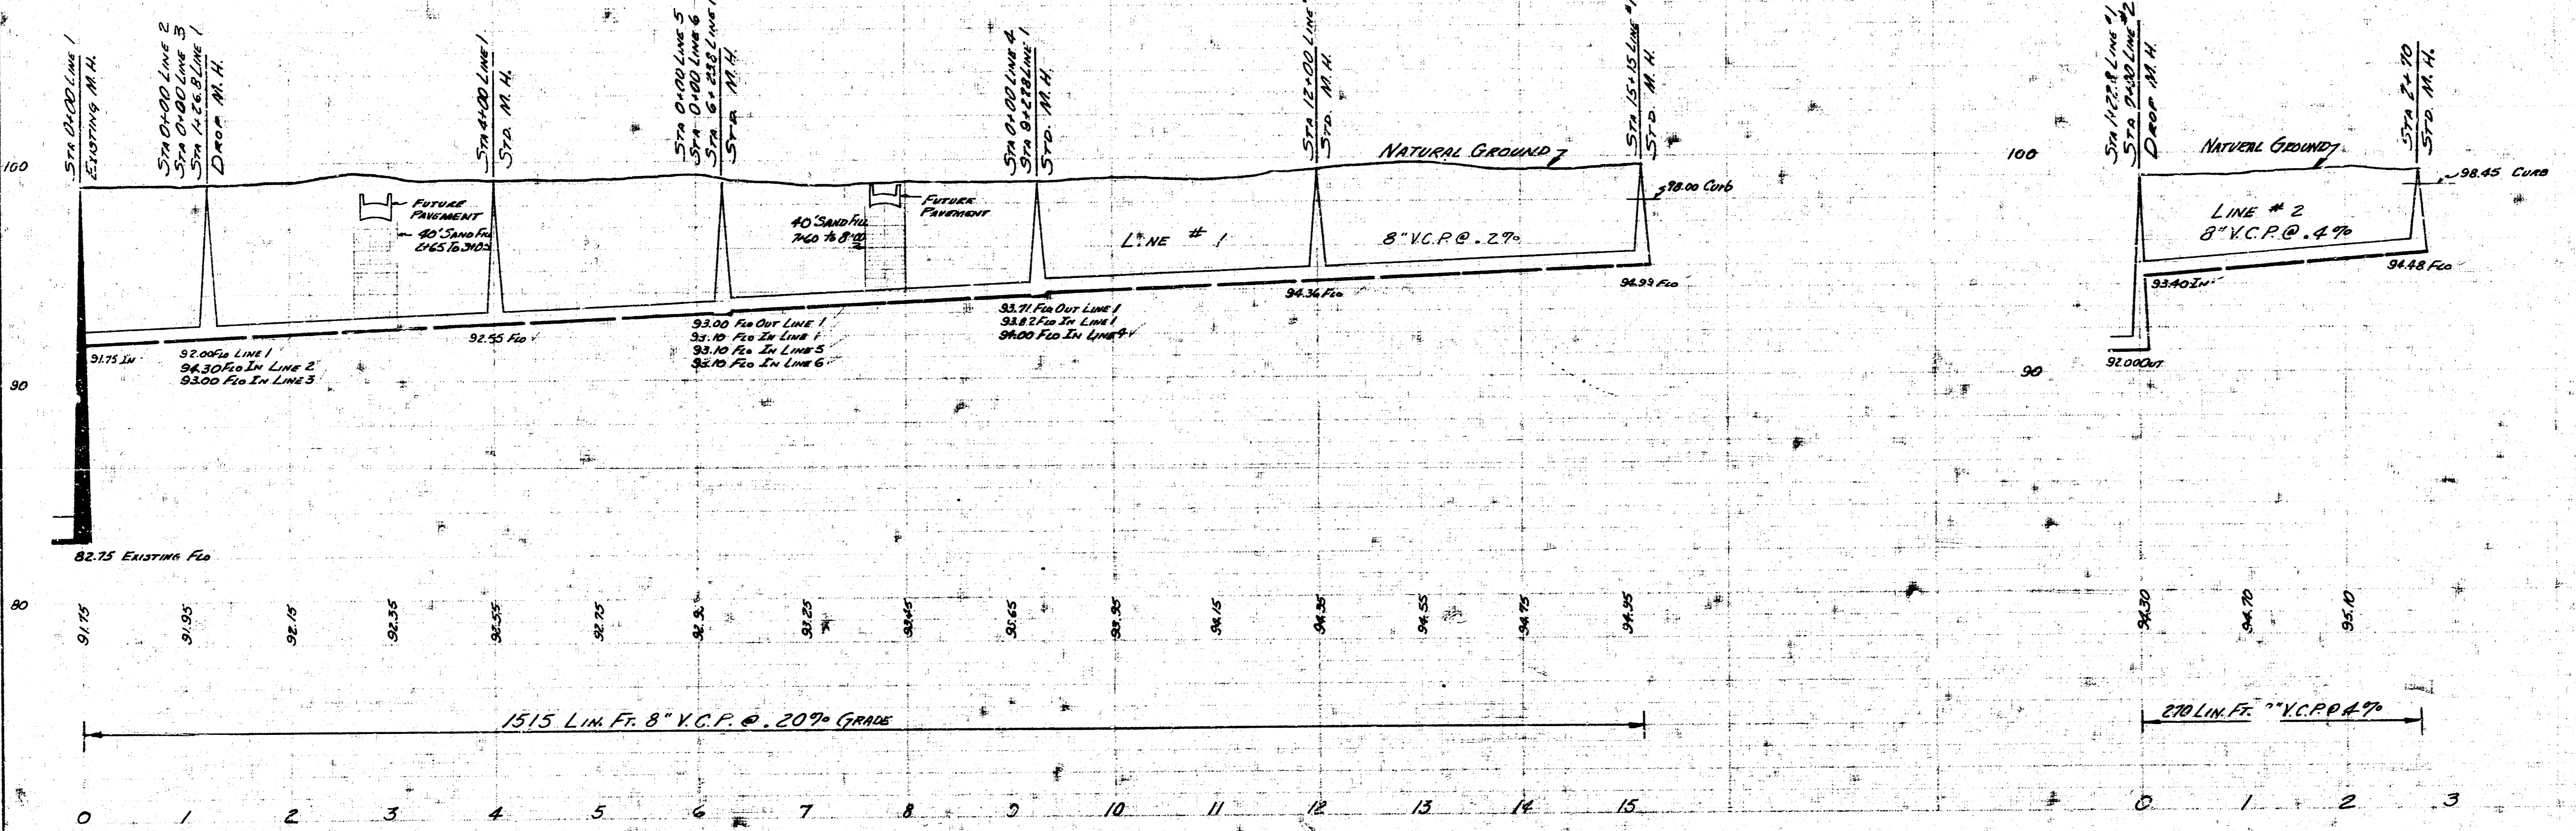 STA 0+00 LINE 1
EXISTING M.H.
STA 0+00 LINE 2
STA 0+00 LINE 3
STA 1+26.8 LINE 1
DROP M.H.
STA 4+00 LINE 1
STD. M.H.
STA 0+00 LINE 5
STA 0+00 LINE 6
STA 6+23.8 LINE 1
STD. M.H.
STA 0+00 LINE 4
STA 9+27.8 LINE 1
STD. M.H.
STA 12+00 LINE
STD. M.H.
STA 15+15 LINE #1
STD. M.H.
STA LINE #1
STA 0+00 LINE #2
DROP M.H.
STA 2+70
STD. M.H.
100
NATURAL GROUND
100
NATURAL GROUND
FUTURE
PAVEMENT
40' SAND FILL
2+65 TO 3+05
40' SAND FILL
7+60 TO 8+00
FUTURE
PAVEMENT
LINE # 1
8" V.C.P. @ .2%
98.00 CURB
LINE # 2
8" V.C.P. @ .4%
98.45 CURB
91.75 IN
92.00 FLO LINE 1
94.30 FLO IN LINE 2
93.00 FLO IN LINE 3
92.55 FLO
93.00 FLO OUT LINE 1
93.10 FLO IN LINE 1
93.10 FLO IN LINE 5
93.10 FLO IN LINE 6
93.71 FLO OUT LINE 1
93.82 FLO IN LINE 1
94.00 FLO IN LINE 4
94.36 FLO
94.99 FLO
93.40 IN
94.48 FLO
92.00 OUT
90
90
82.75 EXISTING FLO
80
91.75
91.95
92.15
92.35
92.55
92.75
93.25
93.45
93.65
93.95
94.15
94.35
94.55
94.75
94.95
94.30
94.70
95.10
1515 LIN. FT. 8" V.C.P. @ .20% GRADE
270 LIN. FT. V.C.P. @ .4%
0 1 2 3 4 5 6 7 8 9 10 11 12 13 14 15 0 1 2 3